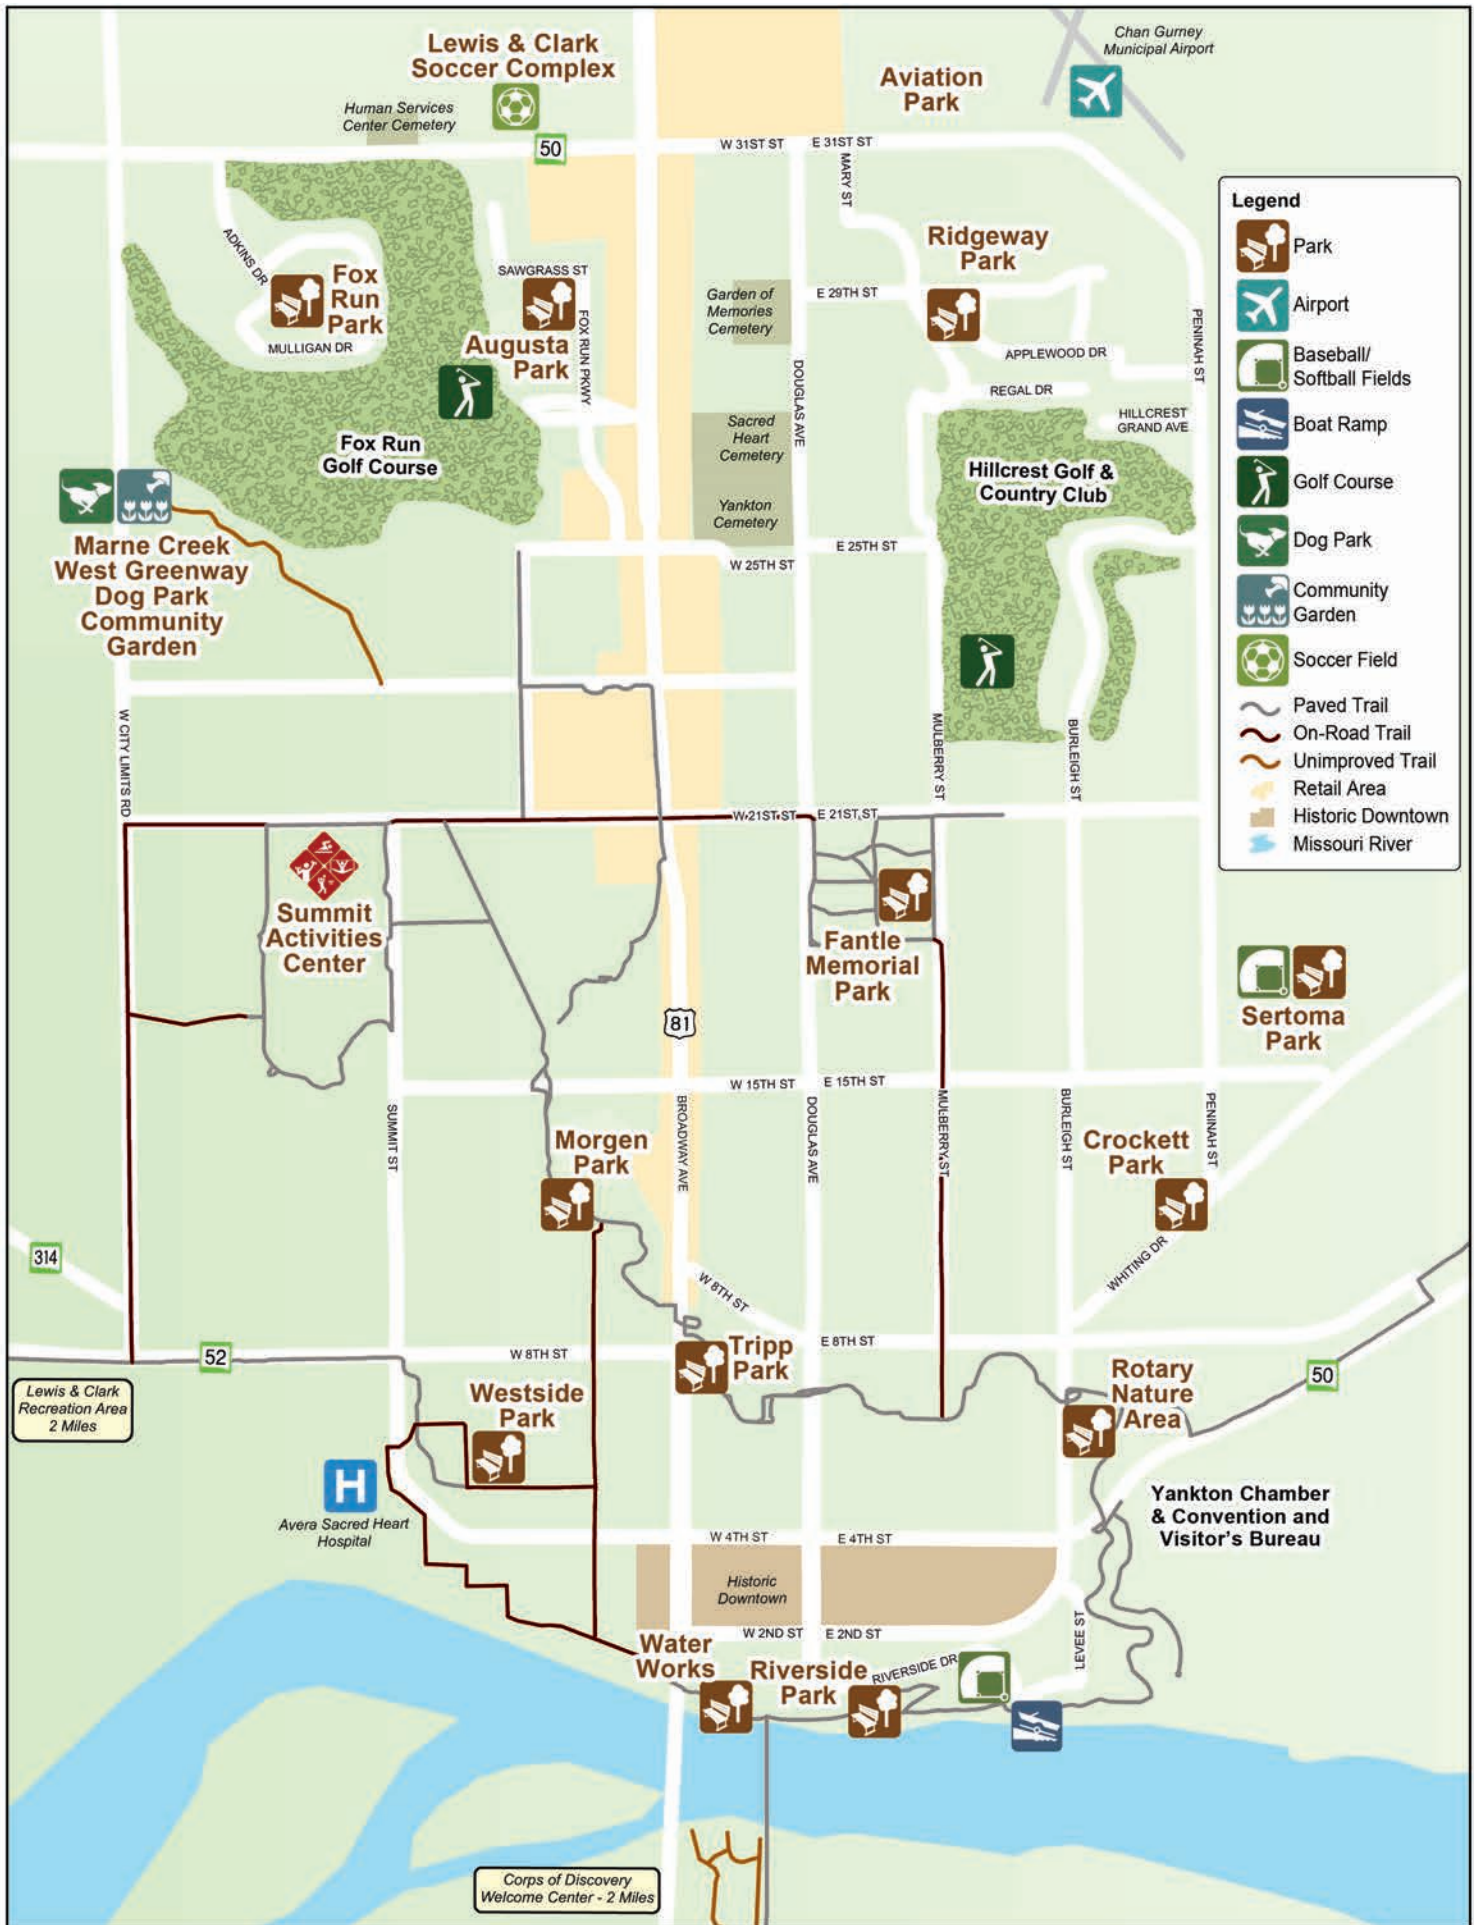 Lewis & Clark
Soccer Complex
Human Services
Center Cemetery
50
Chan Gurney
Municipal Airport
Aviation
Park
W 31ST ST
E 31ST ST
MARY ST
ADKINS DR
Fox
Run
Park
MULLIGAN DR
SAWGRASS ST
Augusta
Park
FOX RUN PKWY
Fox Run
Golf Course
Ridgeway
Park
Garden of
Memories
Cemetery
E 29TH ST
DOUGLAS AVE
APPLEWOOD DR
REGAL DR
PENINAH ST
HILLCREST
GRAND AVE
Sacred
Heart
Cemetery
Yankton
Cemetery
Hillcrest Golf &
Country Club
E 25TH ST
W 25TH ST
Marne Creek
West Greenway
Dog Park
Community
Garden
Legend
Park
Airport
Baseball/
Softball Fields
Boat Ramp
Golf Course
Dog Park
Community
Garden
Soccer Field
Paved Trail
On-Road Trail
Unimproved Trail
Retail Area
Historic Downtown
Missouri River
W CITY LIMITS RD
MULBERRY ST
BURLEIGH ST
W 21ST ST
E 21ST ST
Summit
Activities
Center
Fantle
Memorial
Park
81
Sertoma
Park
W 15TH ST
E 15TH ST
SUMMIT ST
BROADWAY AVE
DOUGLAS AVE
MULBERRY ST
BURLEIGH ST
PENINAH ST
Morgen
Park
Crockett
Park
WHITING DR
314
W 8TH ST
52
W 8TH ST
E 8TH ST
Tripp
Park
Lewis & Clark
Recreation Area
2 Miles
Westside
Park
Rotary
Nature
Area
50
H
Avera Sacred Heart
Hospital
Yankton Chamber
& Convention and
Visitor's Bureau
W 4TH ST
E 4TH ST
Historic
Downtown
W 2ND ST
E 2ND ST
LEVEE ST
Water
Works
Riverside
Park
RIVERSIDE DR
Corps of Discovery
Welcome Center - 2 Miles